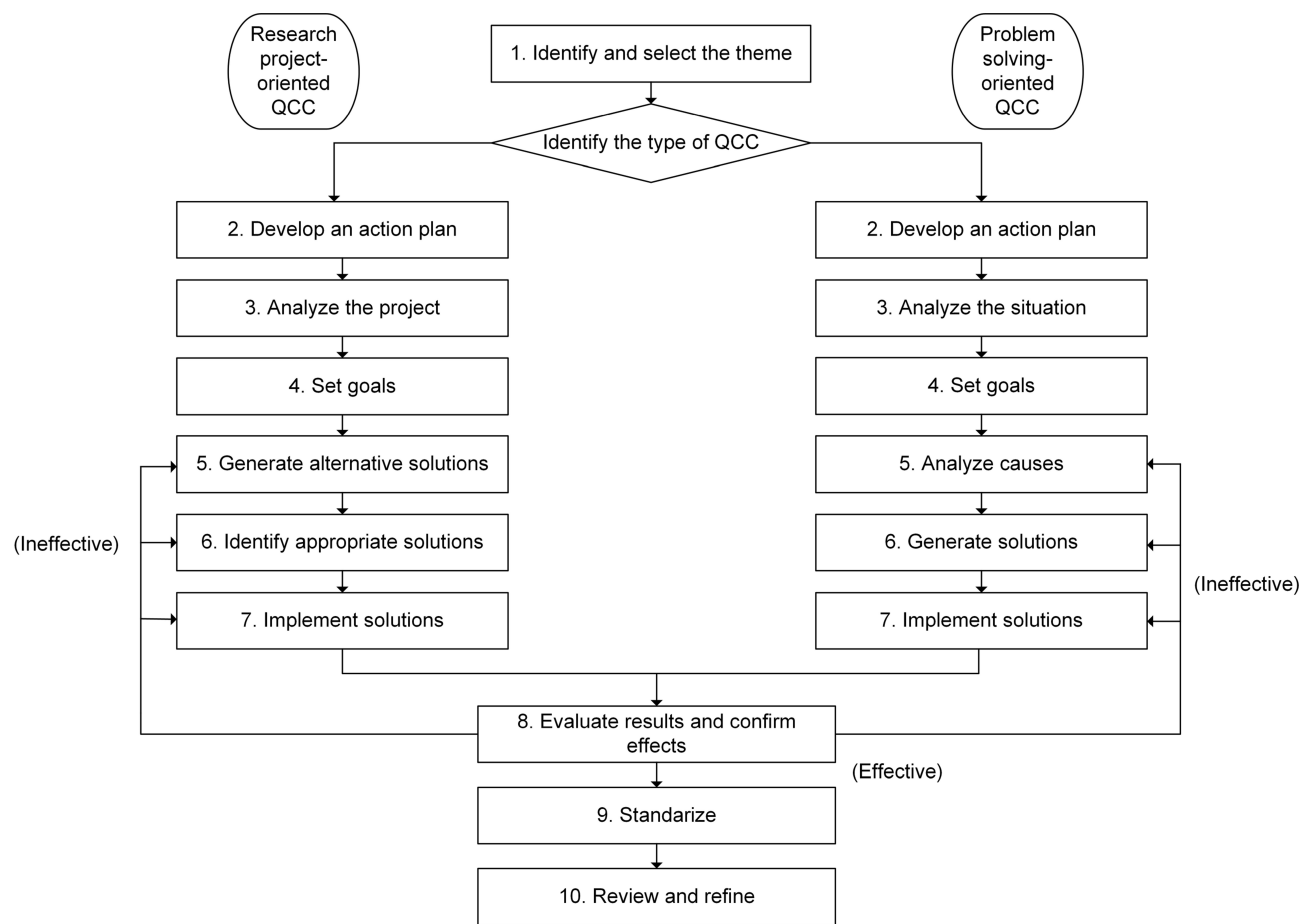 Research
project-
oriented
QCC
1. Identify and select the theme
Problem
solving-
oriented
QCC
Identify the type of QCC
2. Develop an action plan
2. Develop an action plan
3. Analyze the project
3. Analyze the situation
4. Set goals
4. Set goals
5. Generate alternative solutions
5. Analyze causes
(Ineffective)
6. Identify appropriate solutions
6. Generate solutions
(Ineffective)
7. Implement solutions
7. Implement solutions
8. Evaluate results and confirm
effects
(Effective)
9. Standarize
10. Review and refine